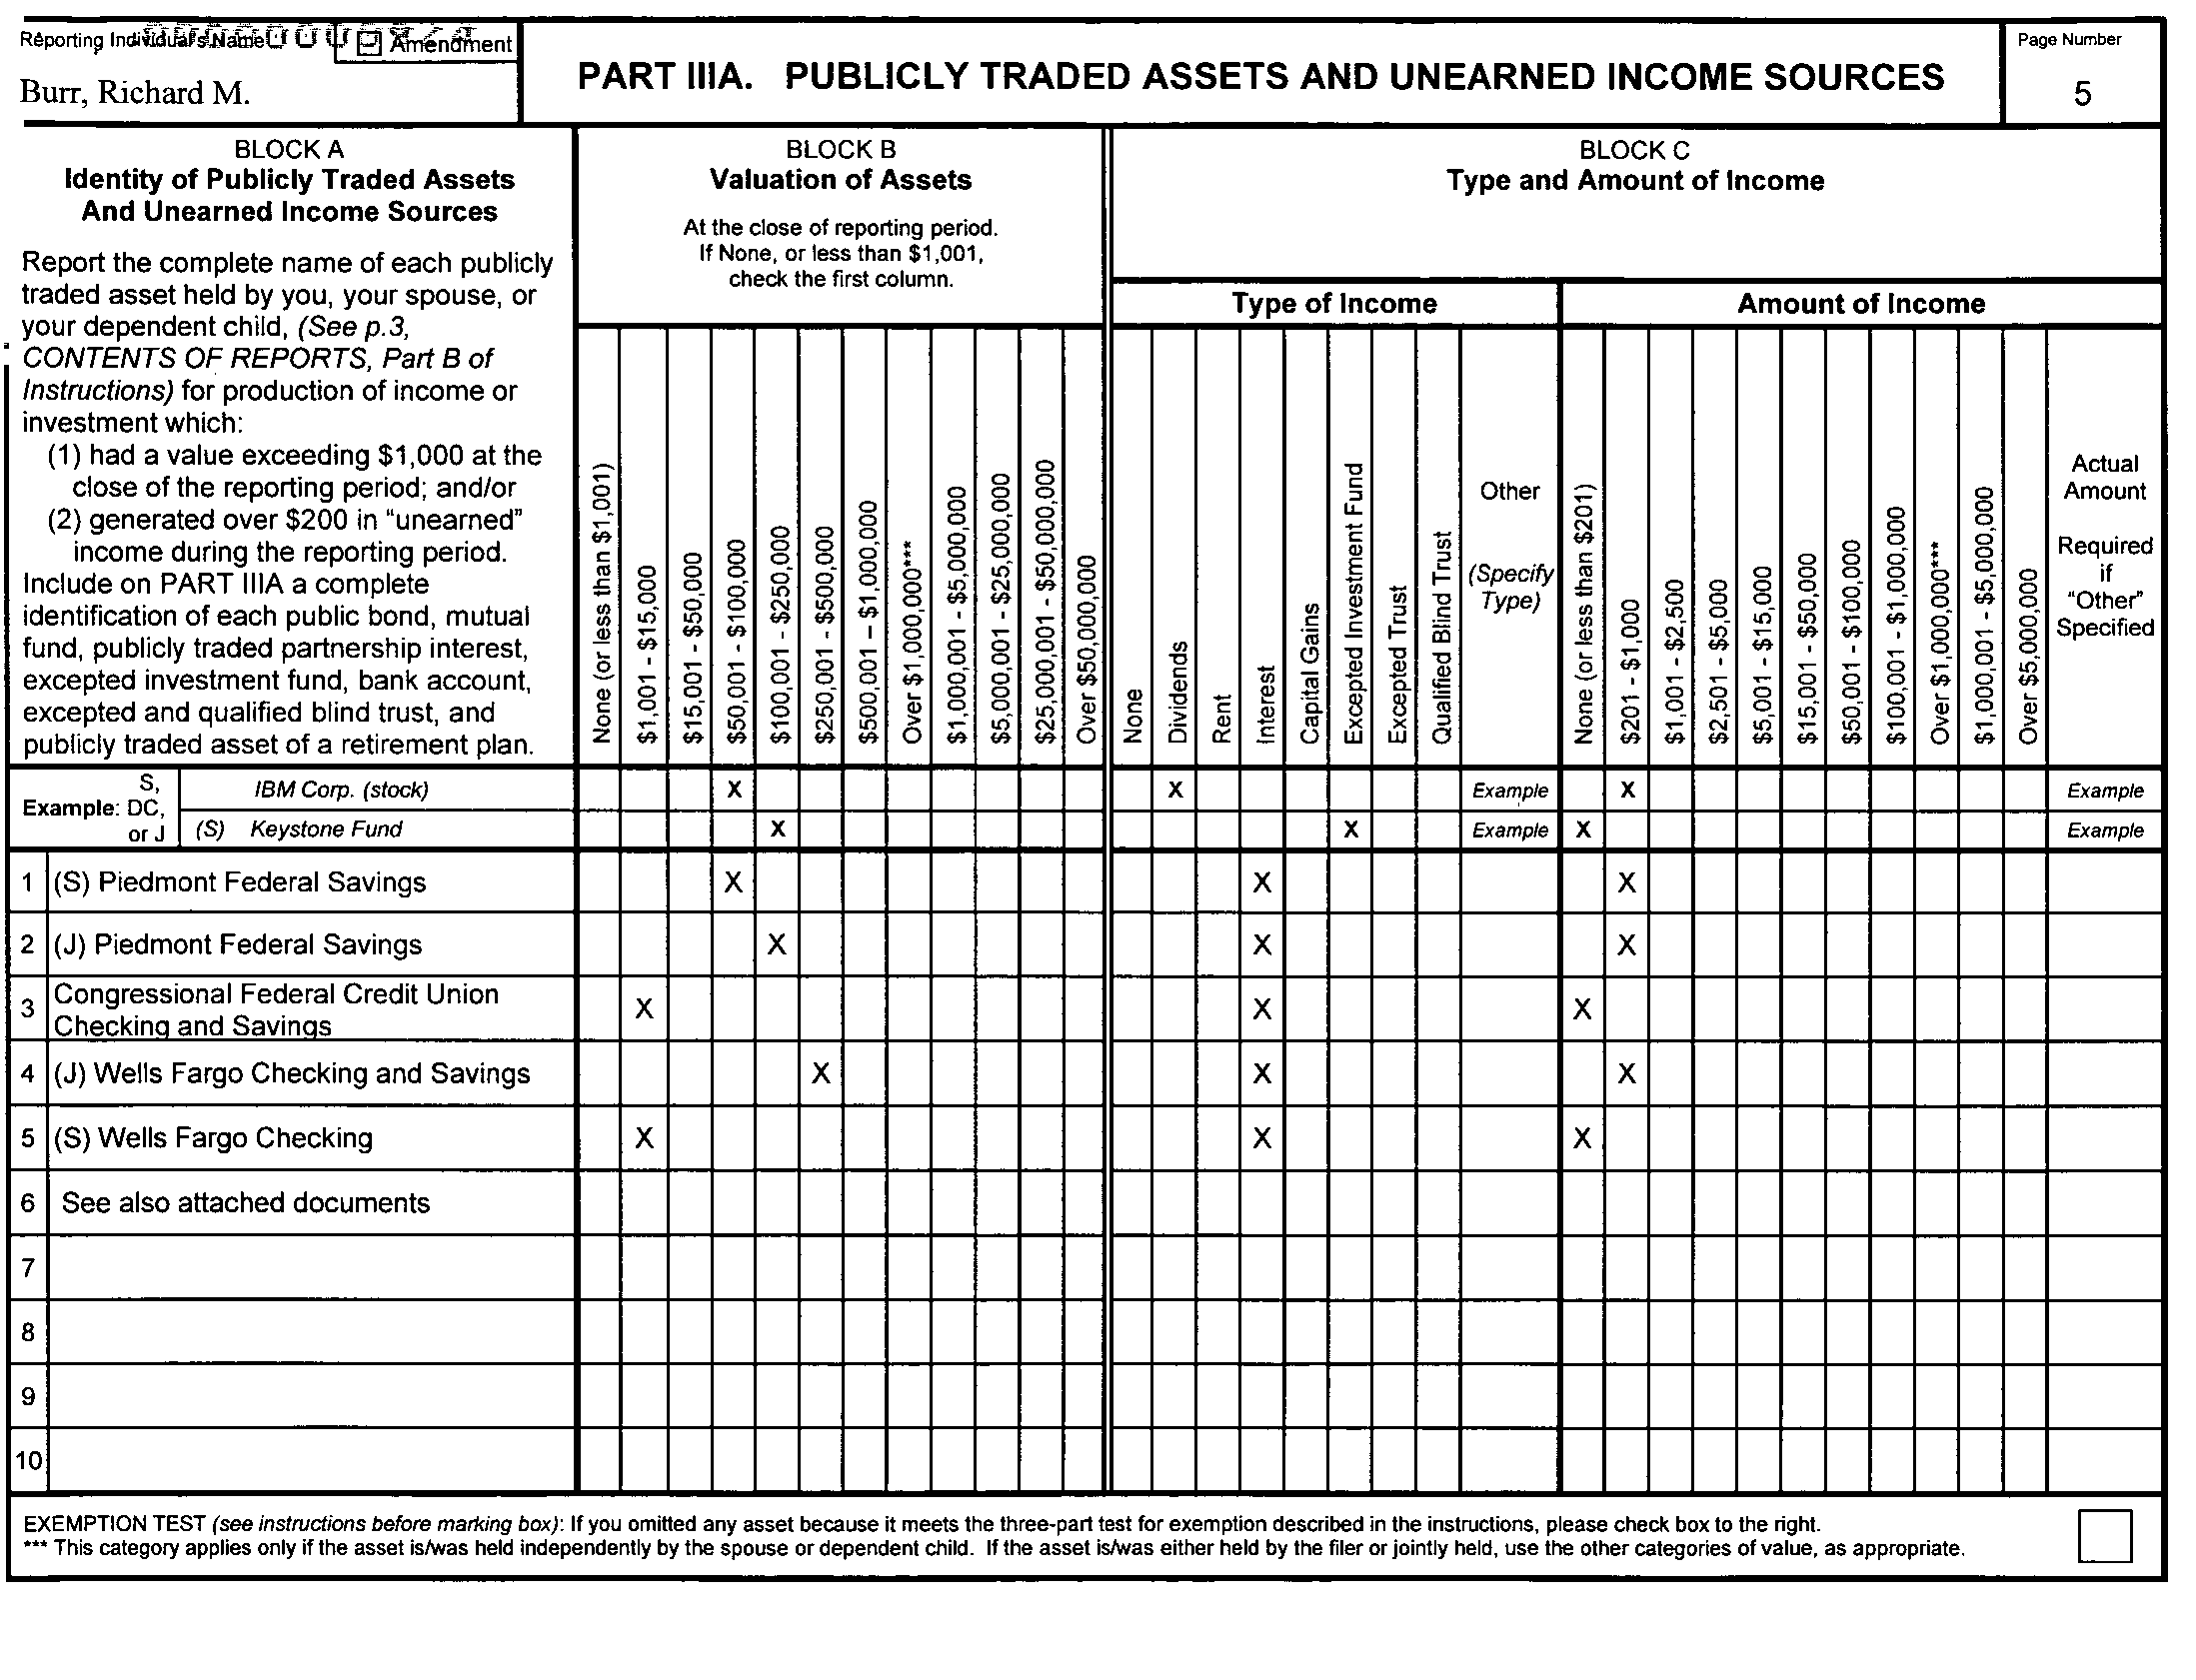 Reporting Individual's Name
Amendment
Burr, Richard M.
PART IIIA. PUBLICLY TRADED ASSETS AND UNEARNED INCOME SOURCES
Page Number
5
BLOCK A
Identity of Publicly Traded Assets
And Unearned Income Sources
Report the complete name of each publicly
traded asset held by you, your spouse, or
your dependent child, (See p.3,
CONTENTS OF REPORTS, Part B of
Instructions) for production of income or
investment which:
(1) had a value exceeding $1,000 at the
close of the reporting period; and/or
(2) generated over $200 in "unearned"
income during the reporting period.
Include on PART IIIA a complete
identification of each public bond, mutual
fund, publicly traded partnership interest,
excepted investment fund, bank account,
excepted and qualified blind trust, and
publicly traded asset of a retirement plan.
BLOCK B
Valuation of Assets
At the close of reporting period.
If None, or less than $1,001,
check the first column.
None (or less than $1,001)
$1,001 - $15,000
$15,001 - $50,000
$50,001 - $100,000
$100,001 - $250,000
$250,001 - $500,000
$500,001 – $1,000,000
Over $1,000,000***
$1,000,001 - $5,000,000
$5,000,001 - $25,000,000
$25,000,001 - $50,000,000
Over $50,000,000
BLOCK C
Type and Amount of Income
Type of Income
None
Dividends
Rent
Interest
Capital Gains
Excepted Investment Fund
Excepted Trust
Qualified Blind Trust
Other
(Specify
Type)
Amount of Income
None (or less than $201)
$201 - $1,000
$1,001 - $2,500
$2,501 - $5,000
$5,001 - $15,000
$15,001 - $50,000
$50,001 - $100,000
$100,001 - $1,000,000
Over $1,000,000***
$1,000,001 - $5,000,000
Over $5,000,000
Actual
Amount
Required
if
"Other"
Specified
Example: S,
DC,
or J
IBM Corp. (stock) X X Example X Example
(S) Keystone Fund X X Example X Example
1 (S) Piedmont Federal Savings X X X
2 (J) Piedmont Federal Savings X X X
3 Congressional Federal Credit Union
Checking and Savings X X X
4 (J) Wells Fargo Checking and Savings X X X
5 (S) Wells Fargo Checking X X X
6 See also attached documents
7
8
9
10
EXEMPTION TEST (see instructions before marking box): If you omitted any asset because it meets the three-part test for exemption described in the instructions, please check box to the right.
*** This category applies only if the asset is/was held independently by the spouse or dependent child. If the asset is/was either held by the filer or jointly held, use the other categories of value, as appropriate.